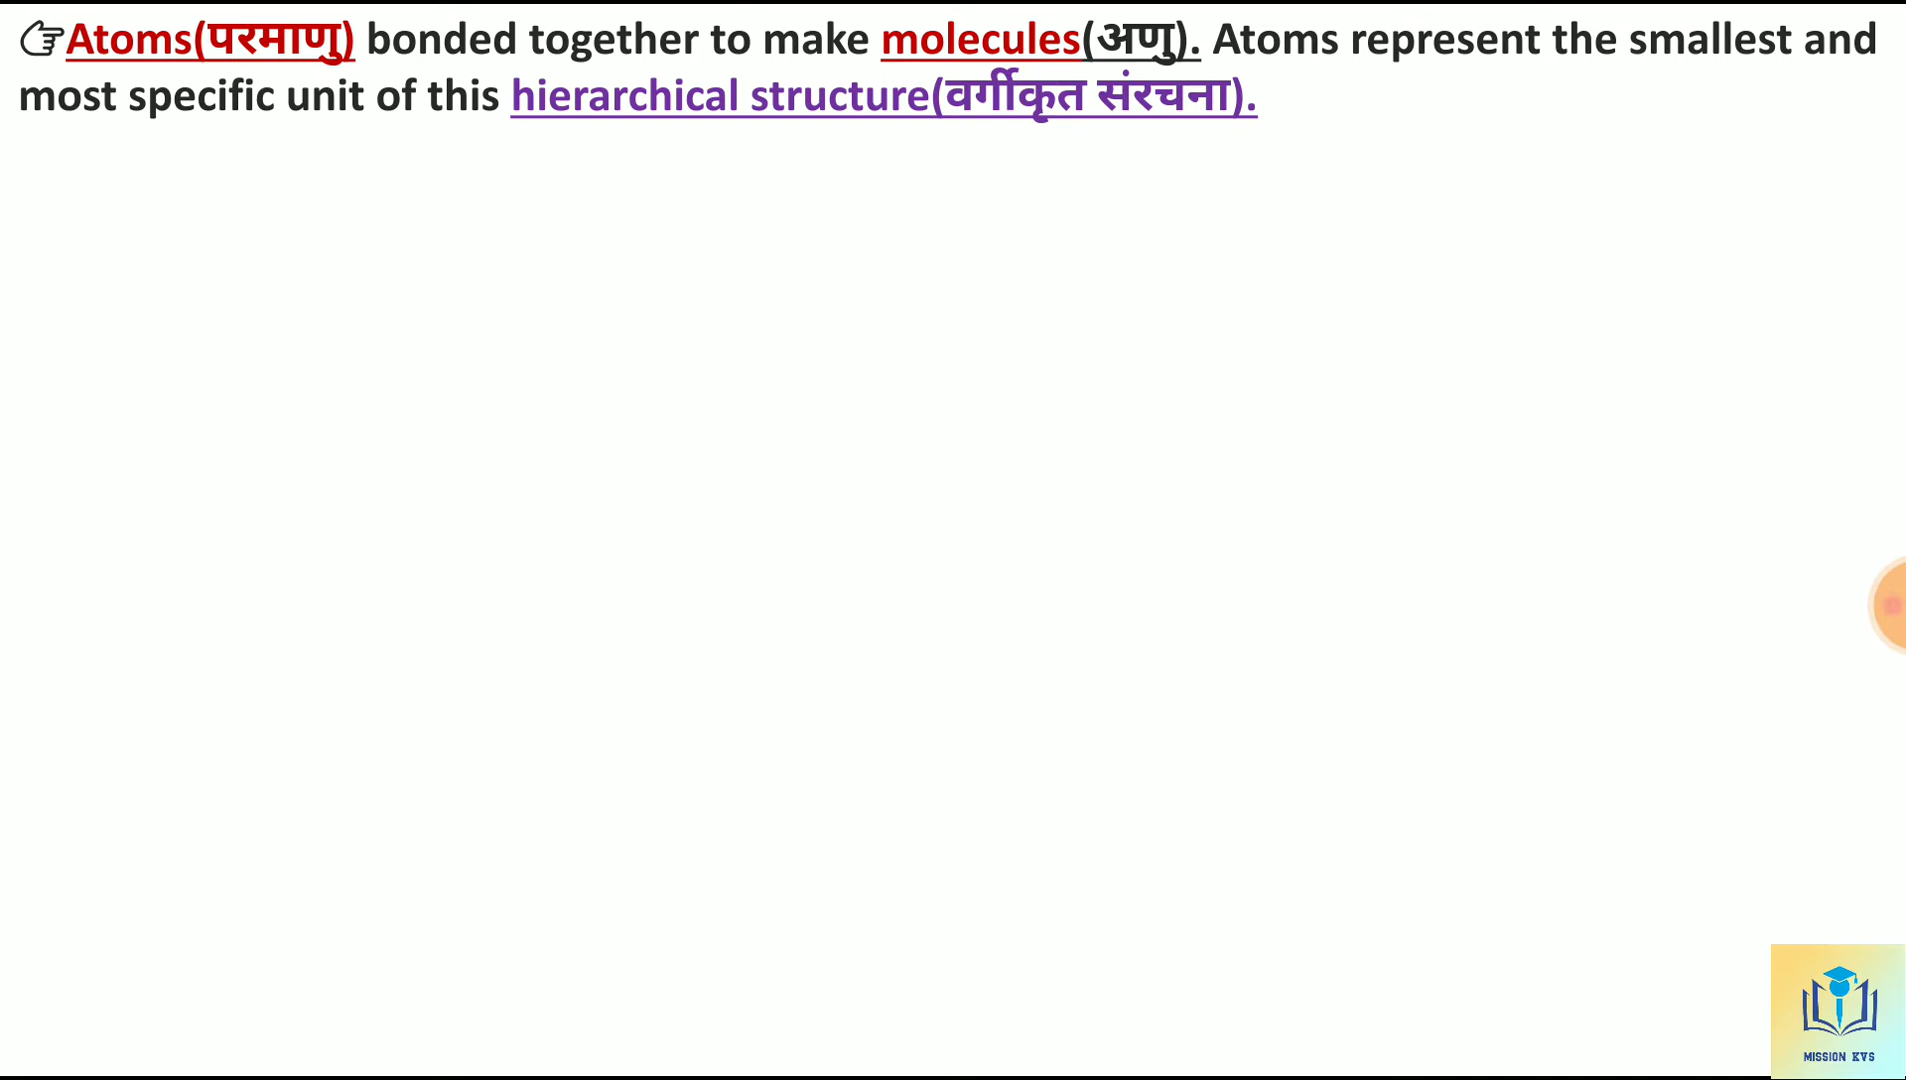 ☞Atoms(परमाणु) bonded together to make molecules(अणु). Atoms represent the smallest and
most specific unit of this hierarchical structure(वर्गीकृत संरचना).
MISSION KVS